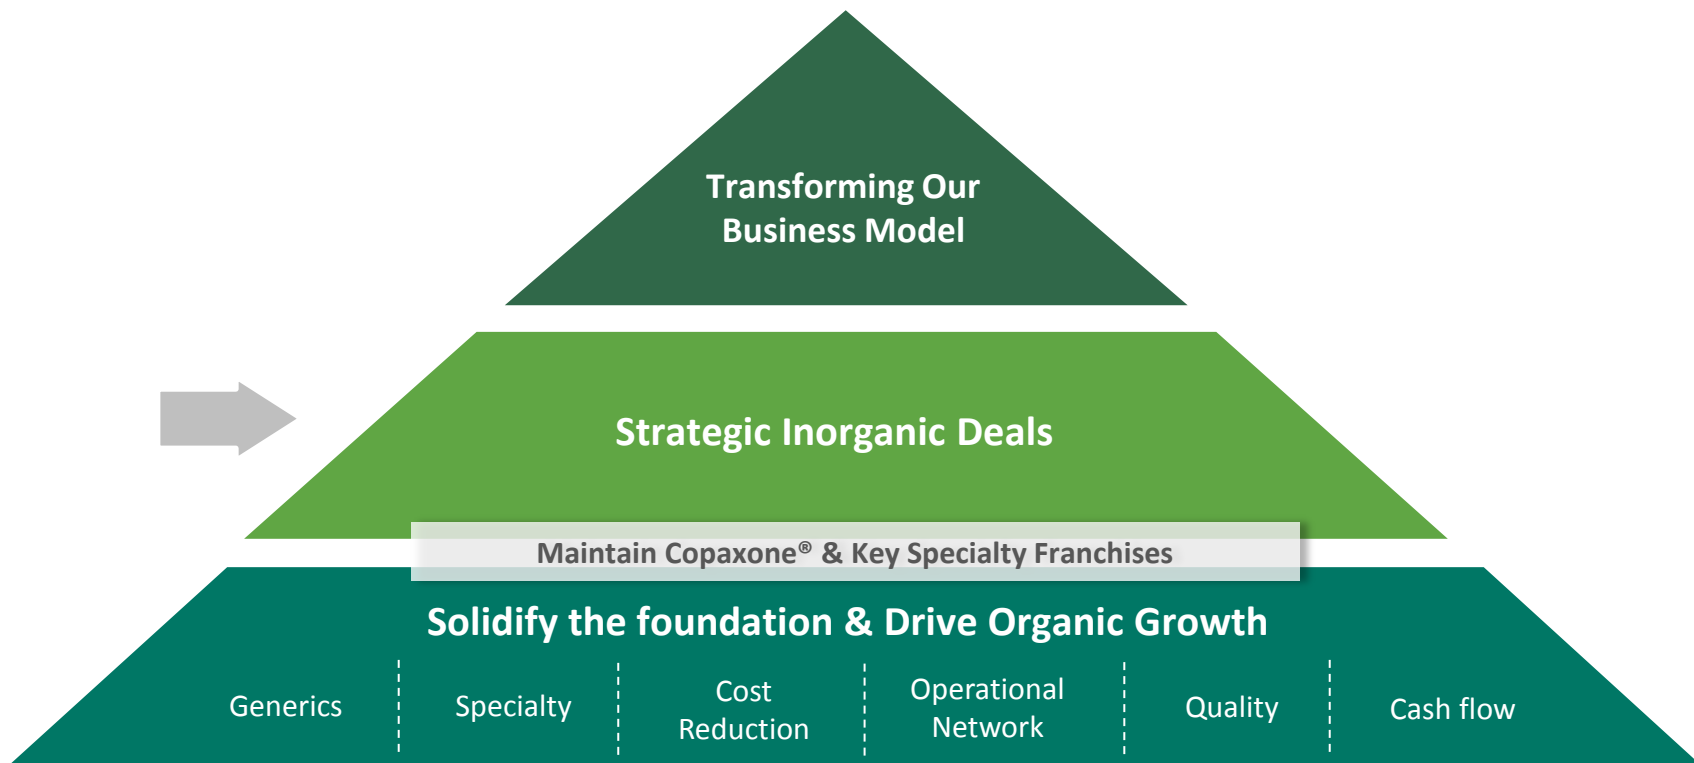 Transforming Our
Business Model
Strategic Inorganic Deals
Maintain Copaxone® & Key Specialty Franchises
Solidify the foundation & Drive Organic Growth
Generics
Specialty
Cost
Reduction
Operational
Network
Quality
Cash flow